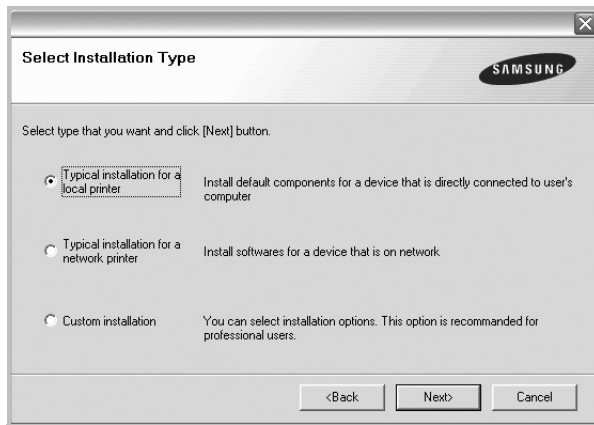 Select Installation Type
SAMSUNG
Select type that you want and click [Next] button.
Typical installation for a
local printer
Install default components for a device that is directly connected to user's
computer
Typical installation for a
network printer
Install softwares for a device that is on network
Custom installation
You can select installation options. This option is recommanded for
professional users.
<Back
Next>
Cancel